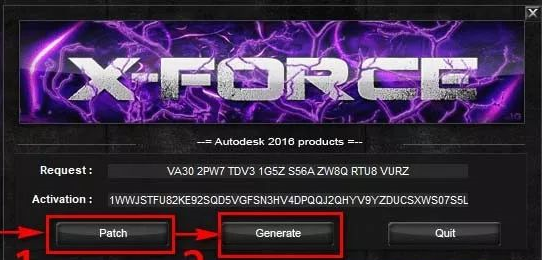 X-FORCE
--= Autodesk 2016 products =--
Request : VA30 2PW7 TDV3 1G5Z S56A ZW8Q RTU8 VURZ
Activation : 1WWJSTFU82KE92SQD5VGFSN3HV4DPQQJ2QHYV9YZDUCSXWS07S5L
Patch Generate Quit
1 2